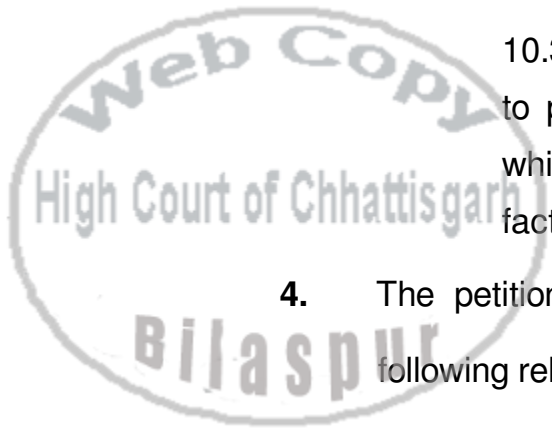 Web Copy
High Court of Chhattisgarh
Bilaspur
10.3
to p
whi
fact
4. The petition
following rel